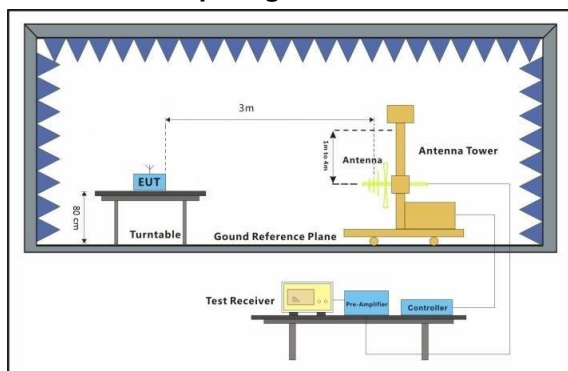 3m
1m to 4m
Antenna
Antenna Tower
EUT
80 cm
Turntable
Gound Reference Plane
Test Receiver
Pre-Amplifier
Controller